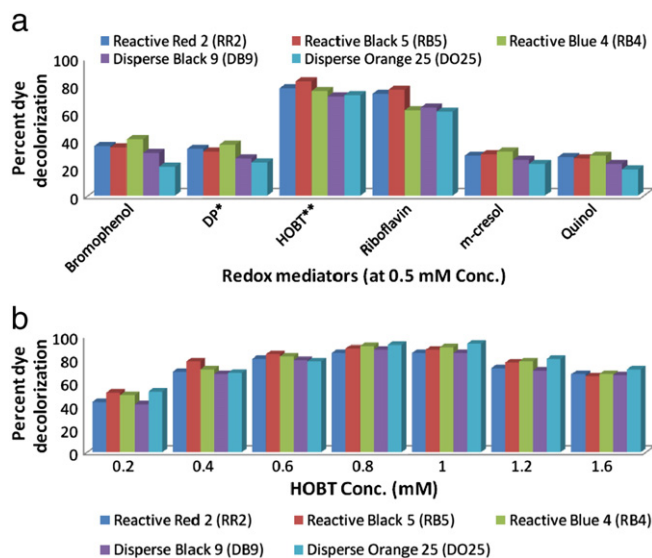 a
Reactive Red 2 (RR2) Reactive Black 5 (RB5) Reactive Blue 4 (RB4)
Disperse Black 9 (DB9) Disperse Orange 25 (DO25)
Percent dye
decolorization
100
80
60
40
20
0
Bromophenol DP* HOBT** Riboflavin m-cresol Quinol
Redox mediators (at 0.5 mM Conc.)
b
Percent dye
decolorization
100
80
60
40
20
0
0.2 0.4 0.6 0.8 1 1.2 1.6
HOBT Conc. (mM)
Reactive Red 2 (RR2) Reactive Black 5 (RB5) Reactive Blue 4 (RB4)
Disperse Black 9 (DB9) Disperse Orange 25 (DO25)